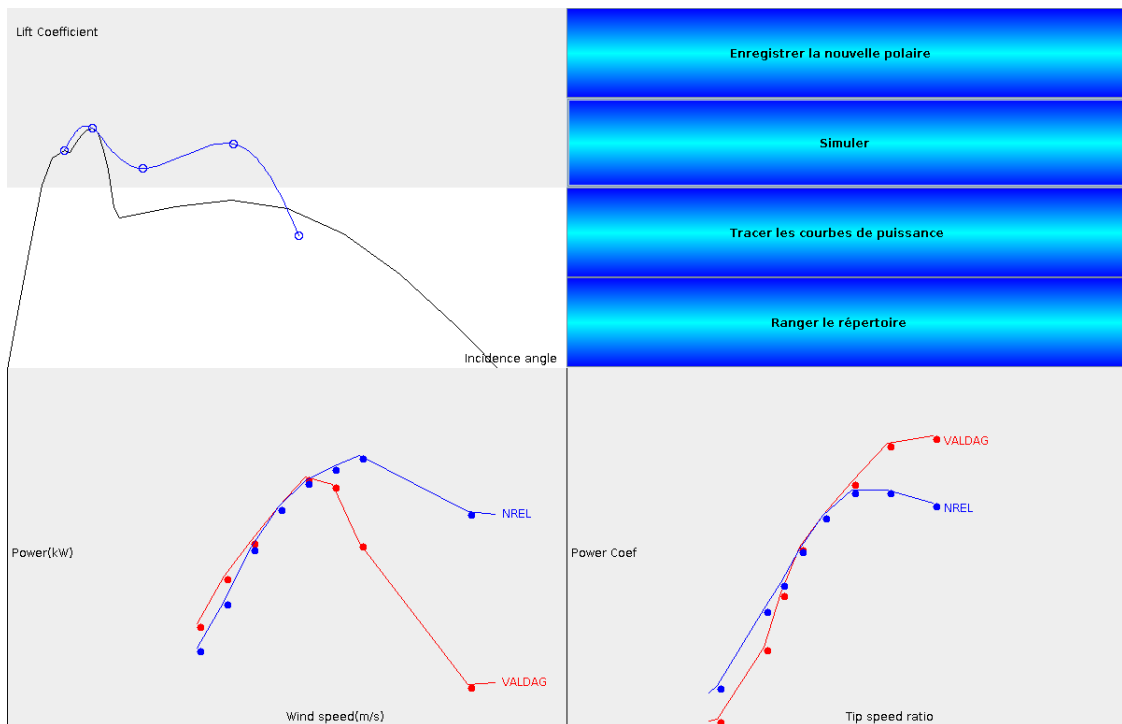 Lift Coefficient
Incidence angle
Enregistrer la nouvelle polaire
Simuler
Tracer les courbes de puissance
Ranger le répertoire
Power(kW)
NREL
VALDAG
Wind speed(m/s)
Power Coef
VALDAG
NREL
Tip speed ratio